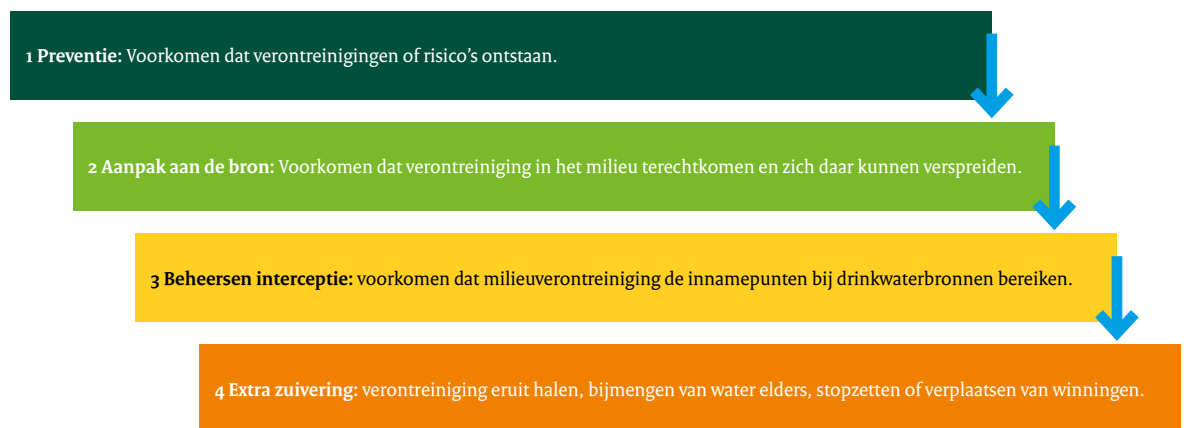 1 Preventie: Voorkomen dat verontreinigingen of risico’s ontstaan.
2 Aanpak aan de bron: Voorkomen dat verontreiniging in het milieu terechtkomen en zich daar kunnen verspreiden.
3 Beheersen interceptie: voorkomen dat milieuverontreiniging de innamepunten bij drinkwaterbronnen bereiken.
4 Extra zuivering: verontreiniging eruit halen, bijmengen van water elders, stopzetten of verplaatsen van winningen.